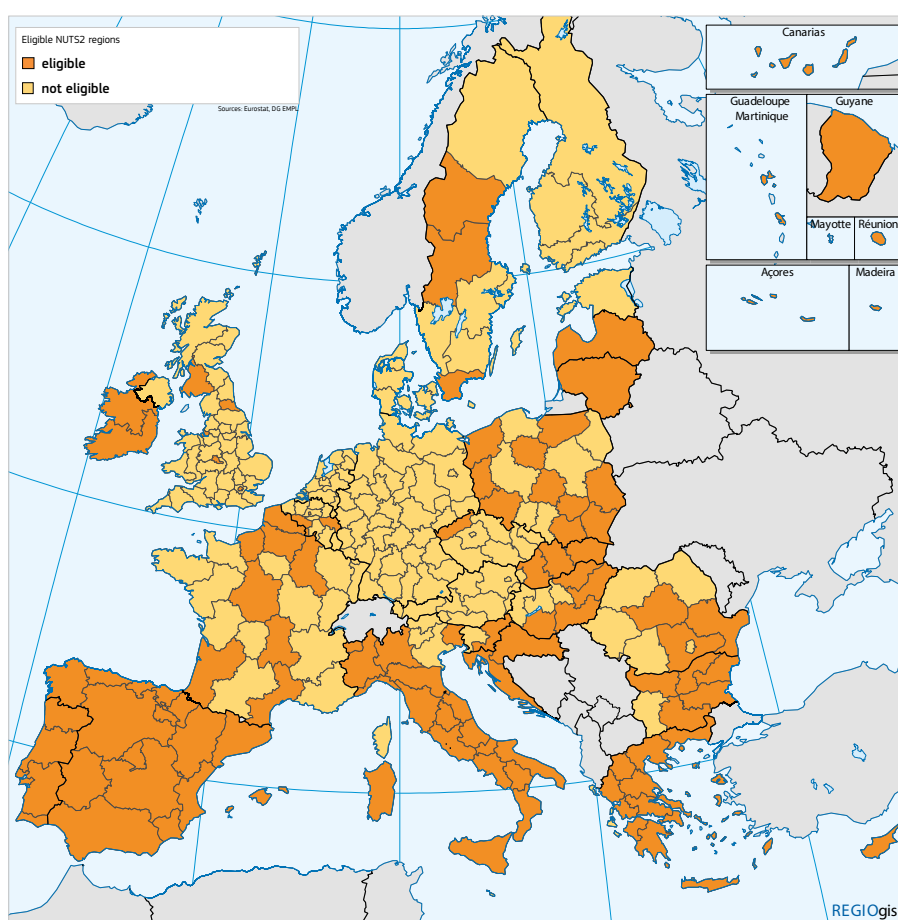 Eligible NUTS2 regions
eligible
not eligible
Sources: Eurostat, DG EMPL
Canarias
Guadeloupe
Martinique
Guyane
Mayotte
Réunion
Açores
Madeira
REGIOgis